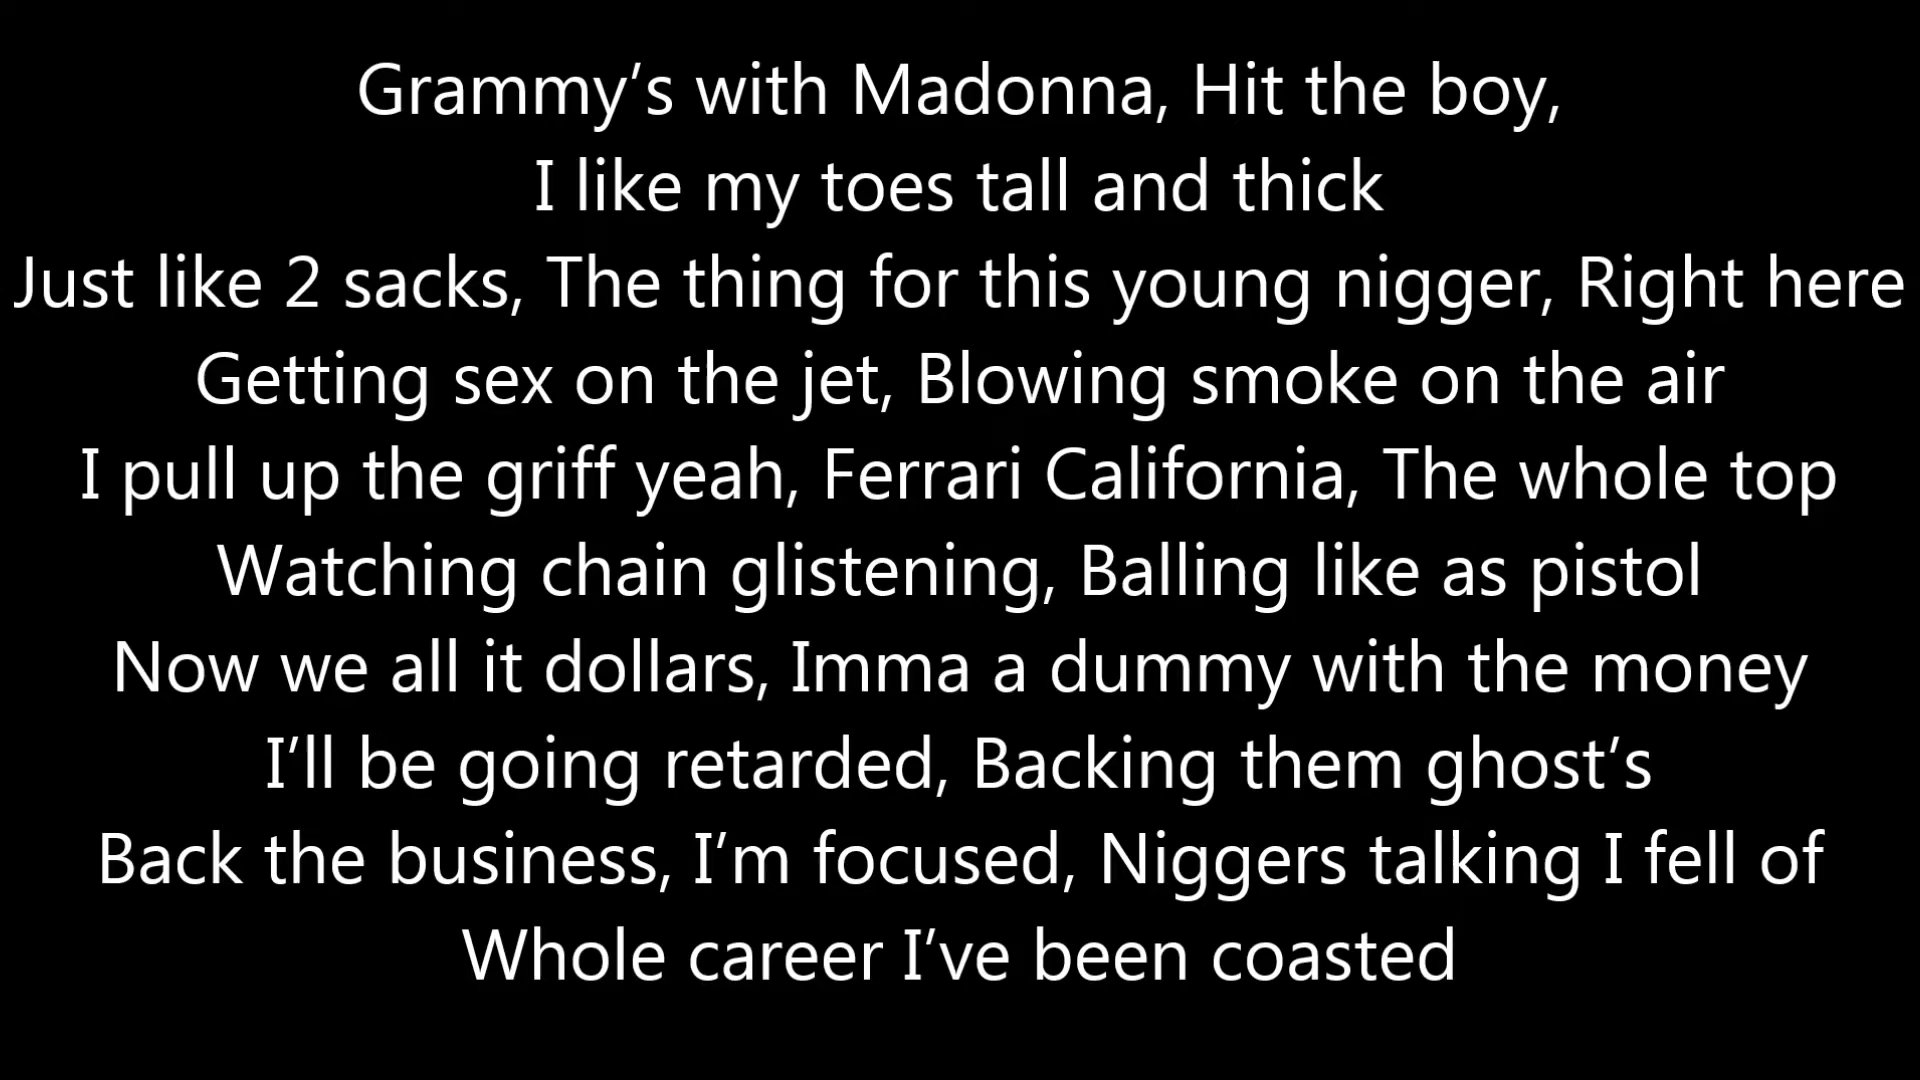 Grammy’s with Madonna, Hit the boy,
I like my toes tall and thick
Just like 2 sacks, The thing for this young nigger, Right here
Getting sex on the jet, Blowing smoke on the air
I pull up the griff yeah, Ferrari California, The whole top
Watching chain glistening, Balling like as pistol
Now we all it dollars, Imma a dummy with the money
I’ll be going retarded, Backing them ghost’s
Back the business, I’m focused, Niggers talking I fell of
Whole career I’ve been coasted